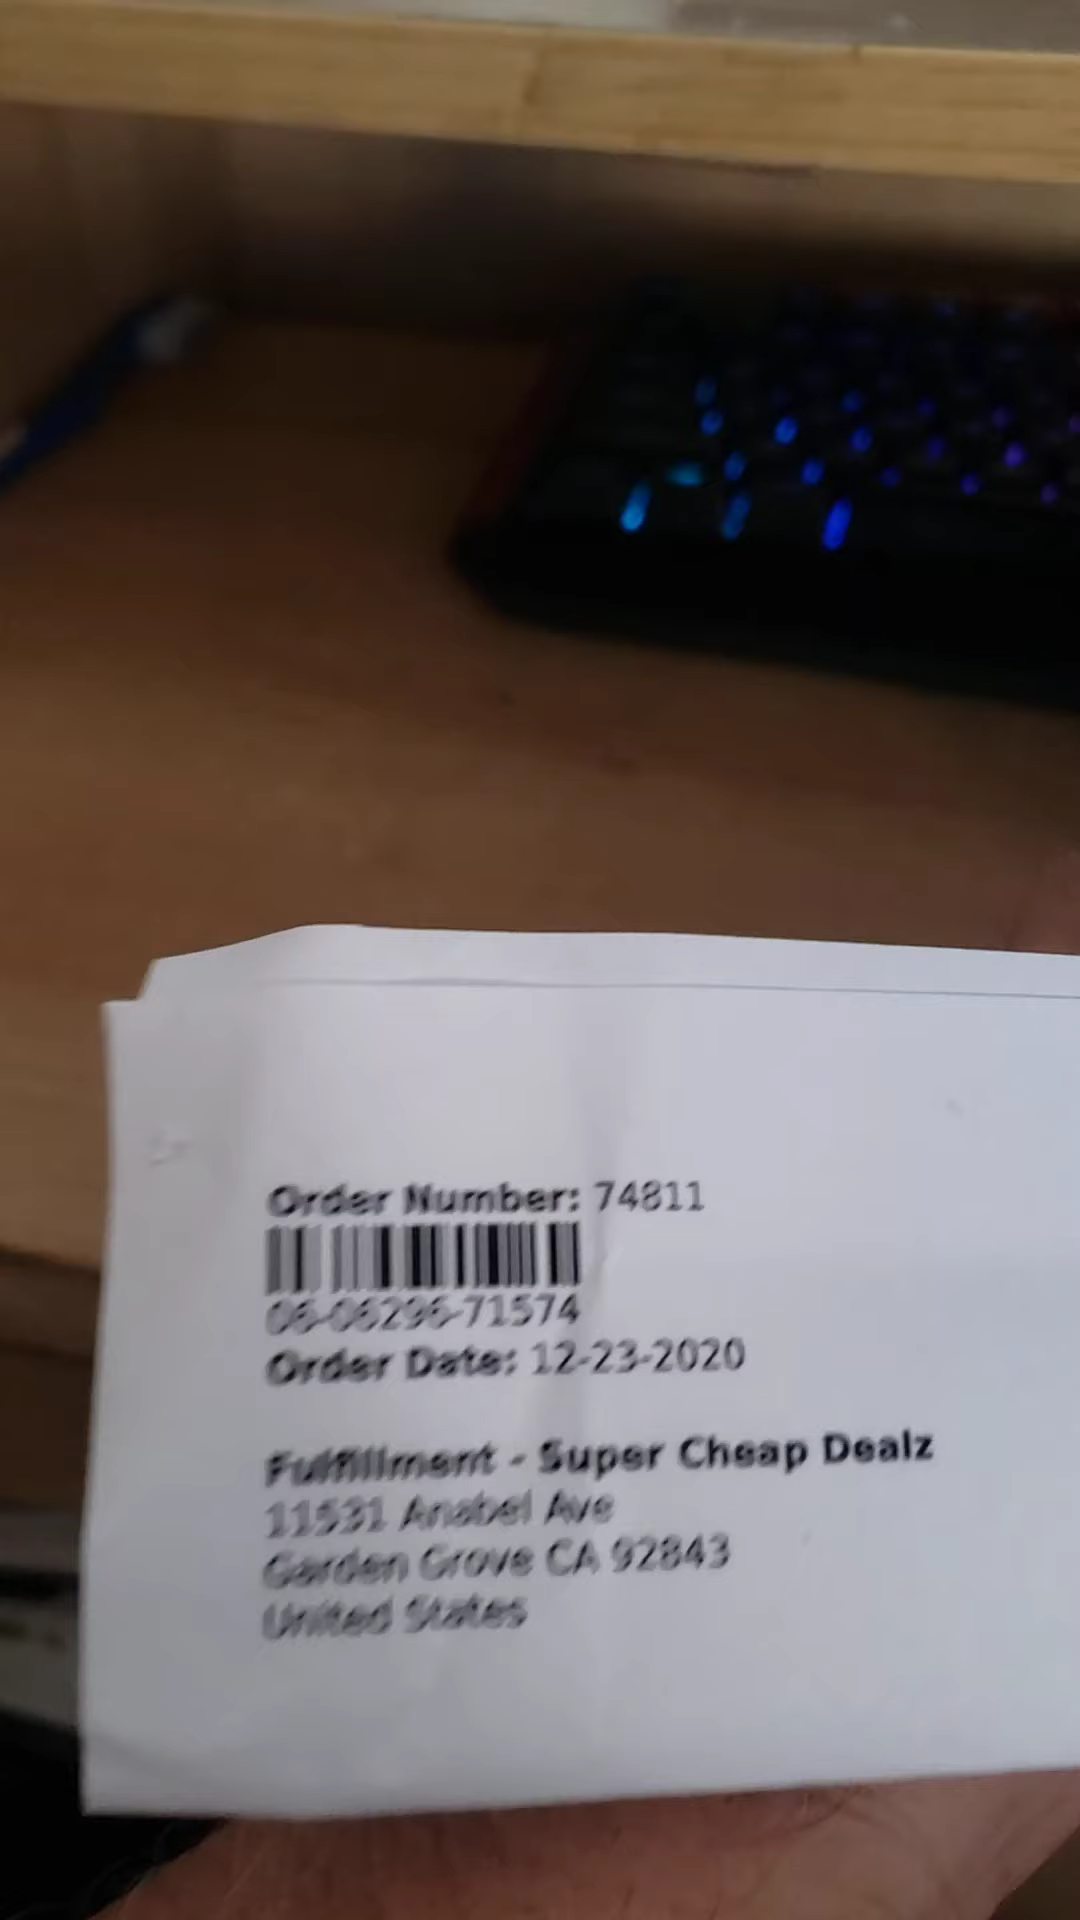 Order Number: 74811
06-06296-71574
Order Date: 12-23-2020
Fulfillment - Super Cheap Dealz
11531 Anabel Ave
Garden Grove CA 92843
United States